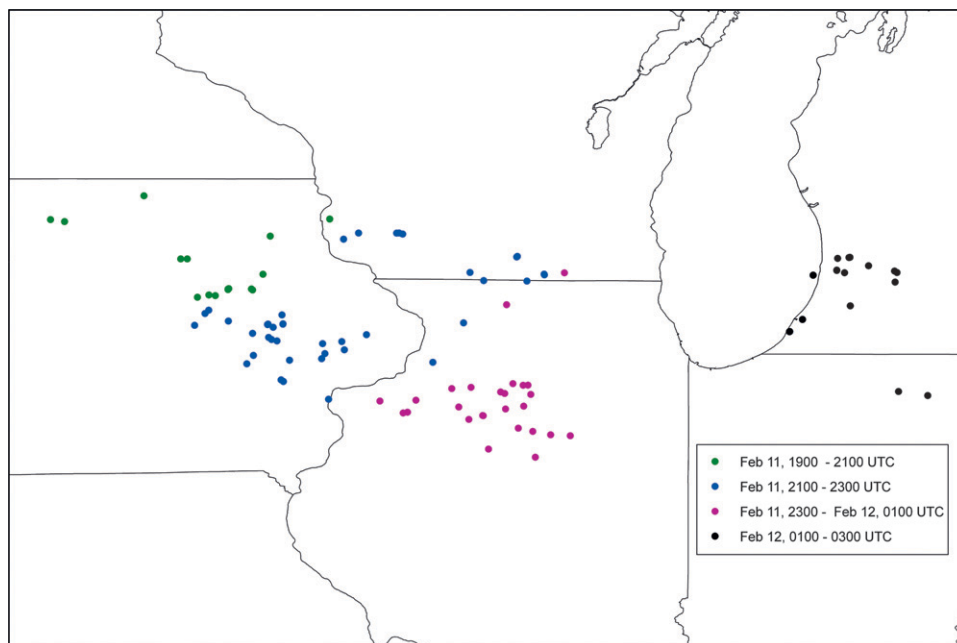 Feb 11, 1900 - 2100 UTC
Feb 11, 2100 - 2300 UTC
Feb 11, 2300 - Feb 12, 0100 UTC
Feb 12, 0100 - 0300 UTC